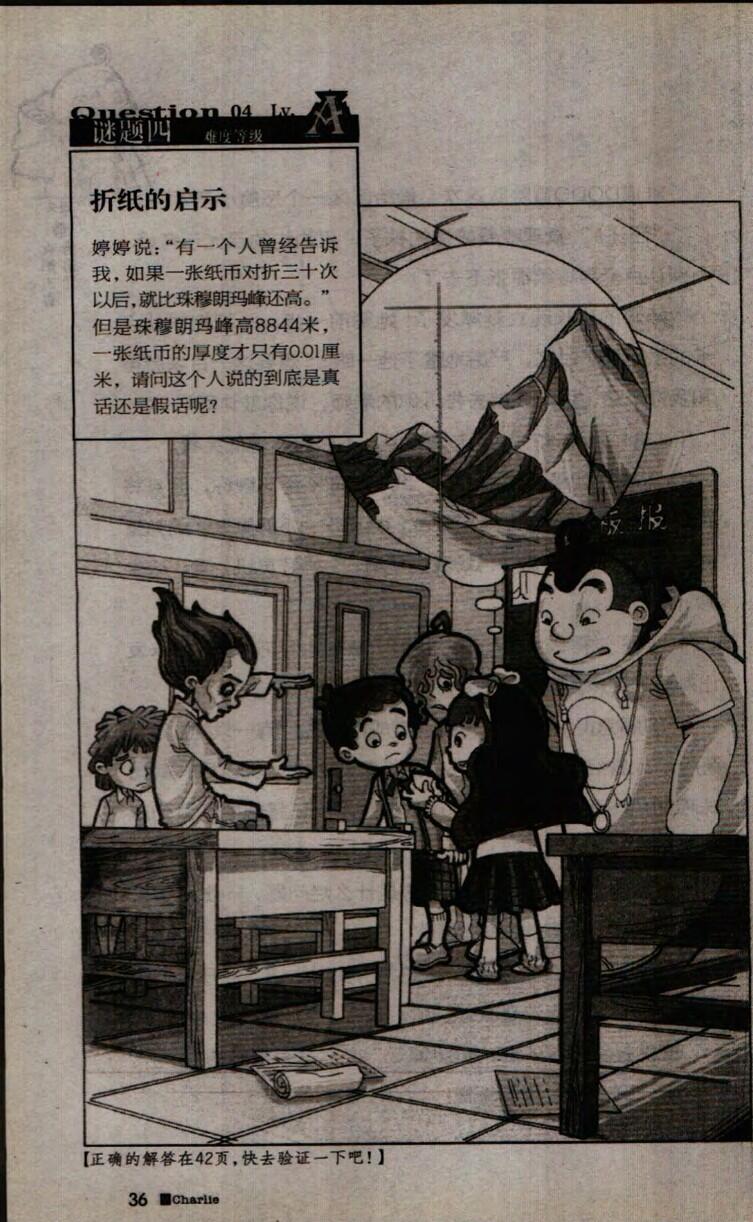 Question 04 Lv. A
谜题四 难度等级
折纸的启示
婷婷说：“有一个人曾经告诉
我，如果一张纸币对折三十次
以后，就比珠穆朗玛峰还高。”
但是珠穆朗玛峰高8844米，
一张纸币的厚度才只有0.01厘
米，请问这个人说的到底是真
话还是假话呢？
板报
【正确的解答在42页，快去验证一下吧！】
36 ■Charlie